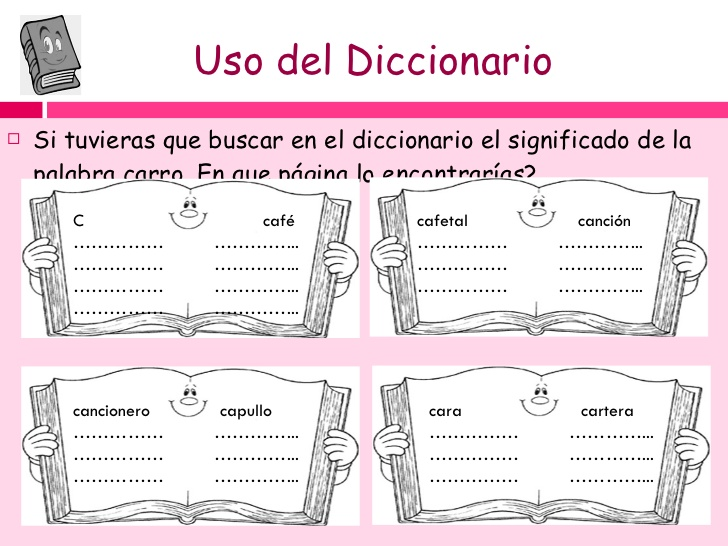 Uso del Diccionario
Si tuvieras que buscar en el diccionario el significado de la
palabra carro. En que página lo encontrarías?
C café
…………… …………..
…………… …………..
…………… …………..
…………… …………..
cafetal canción
…………… …………..
…………… …………..
…………… …………..
cancionero capullo
…………… …………..
…………… …………..
…………… …………..
cara cartera
…………… …………..
…………… …………..
…………… …………..